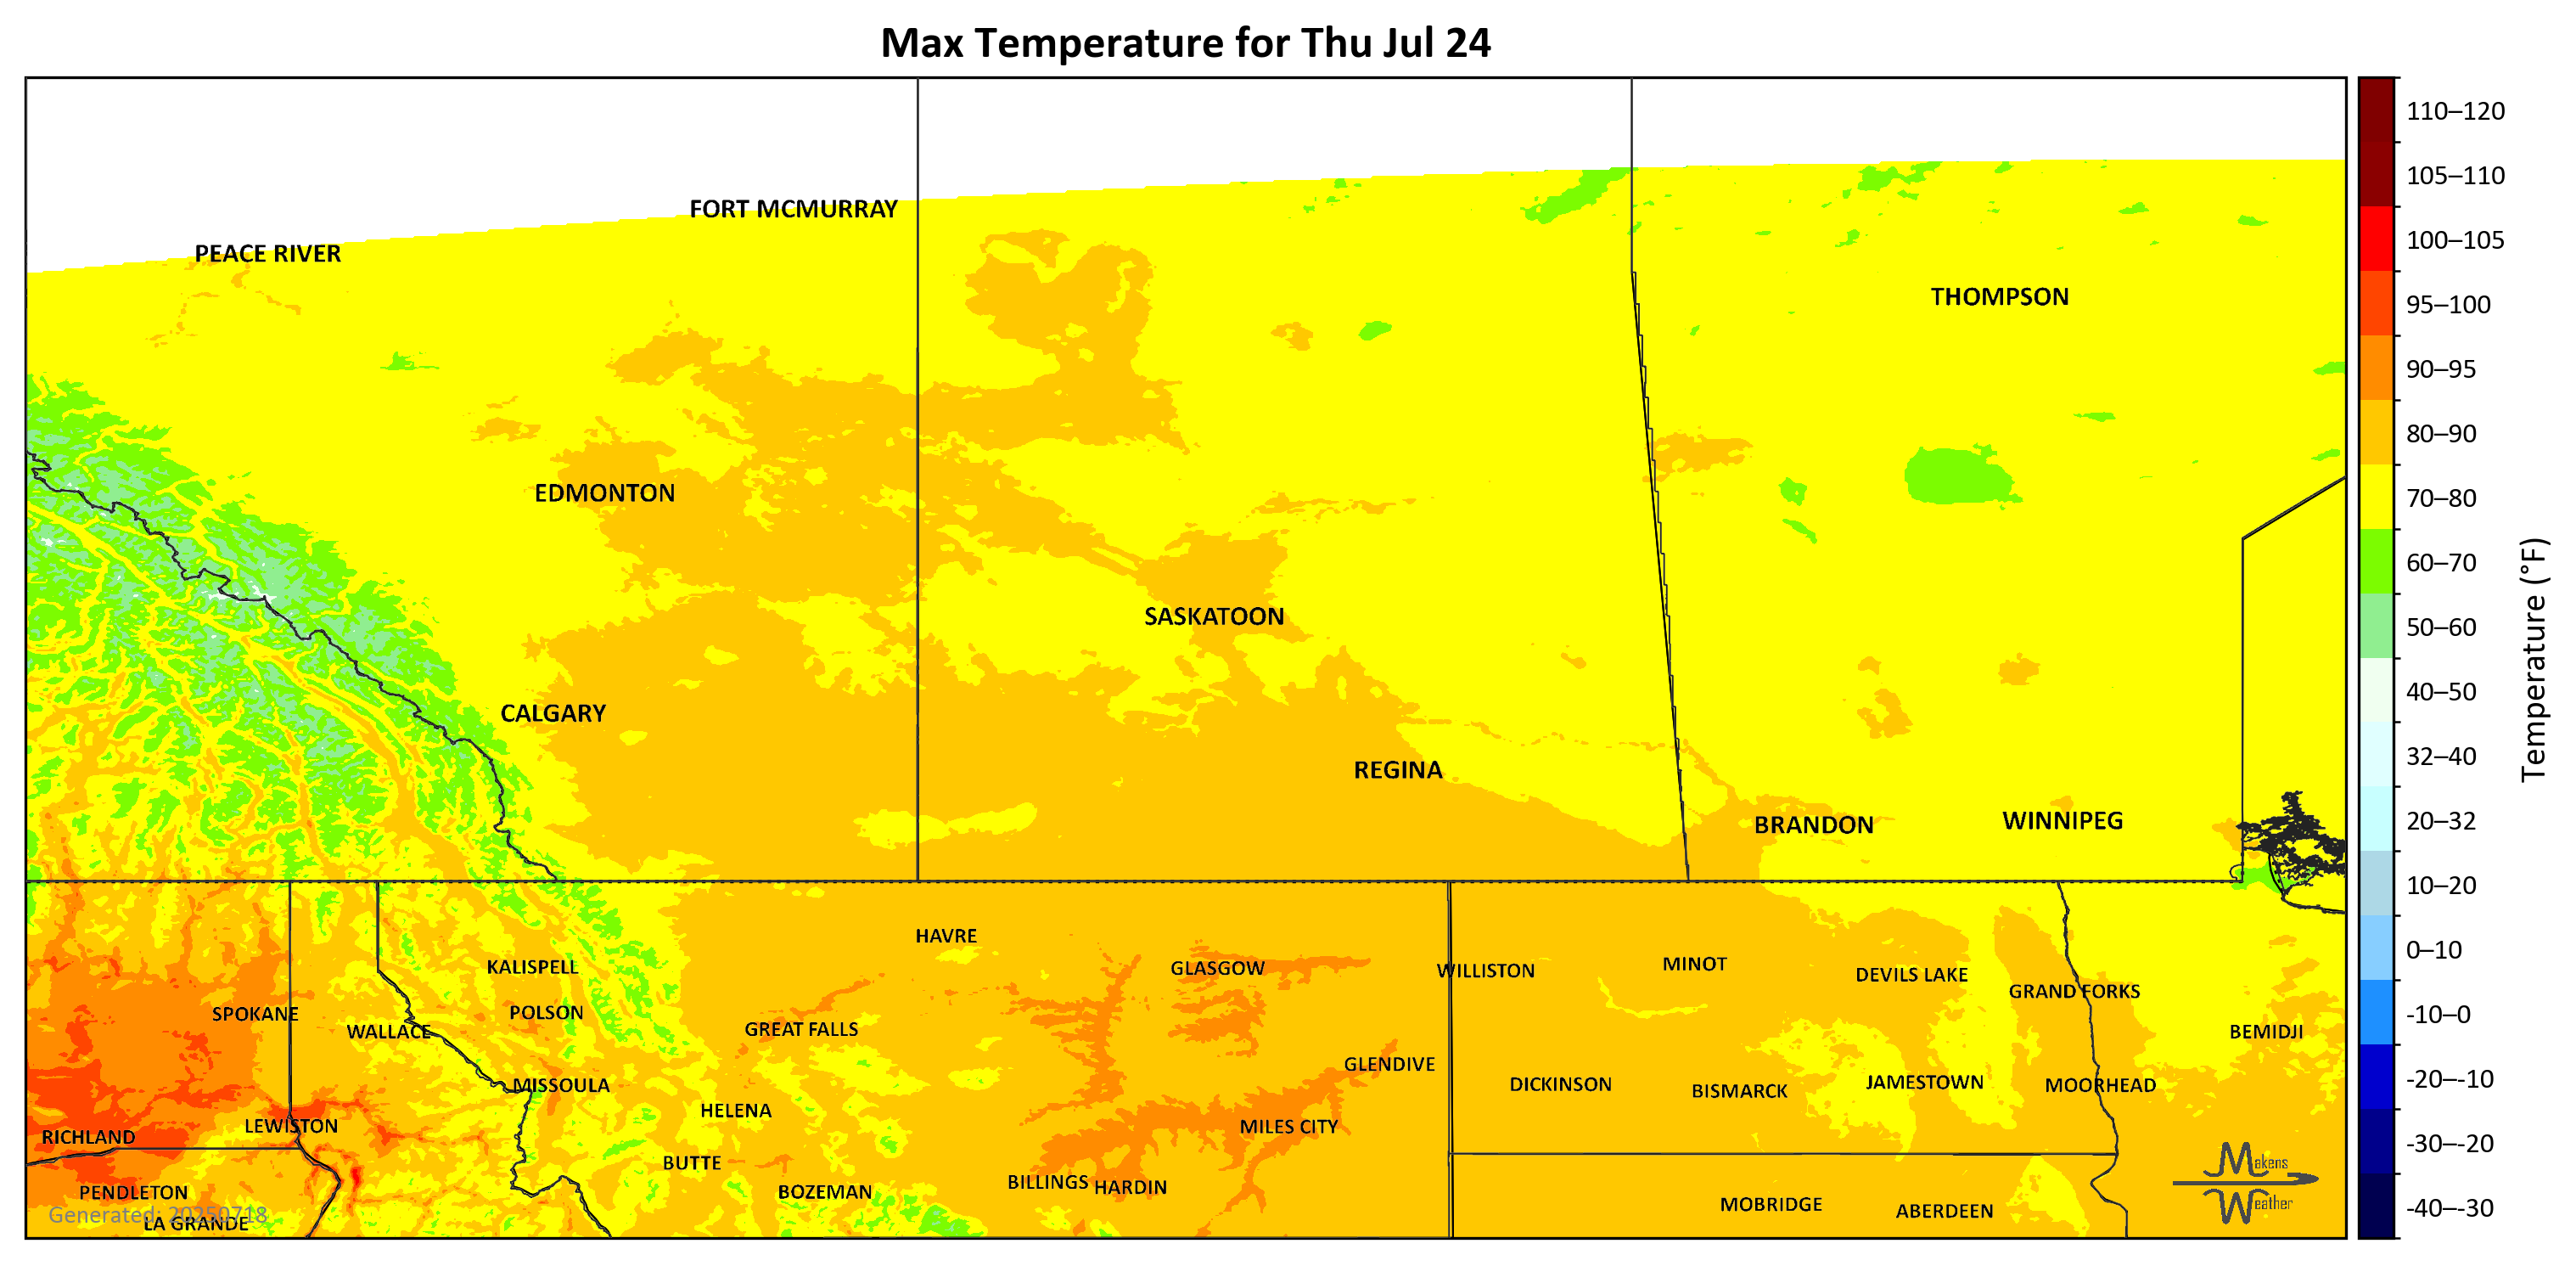 Max Temperature for Thu Jul 24
FORT MCMURRAY
PEACE RIVER
THOMPSON
EDMONTON
SASKATOON
CALGARY
REGINA
BRANDON
WINNIPEG
HAVRE
KALISPELL
GLASGOW
WILLISTON
MINOT
DEVILS LAKE
GRAND FORKS
SPOKANE
WALLACE
POLSON
GREAT FALLS
BEMIDJI
GLENDIVE
MISSOULA
DICKINSON
BISMARCK
JAMESTOWN
MOORHEAD
HELENA
LEWISTON
RICHLAND
MILES CITY
BUTTE
BILLINGS
HARDIN
PENDLETON
BOZEMAN
MOBRIDGE
ABERDEEN
LA GRANDE
Generated: 20250718
Makens
Weather
110–120
105–110
100–105
95–100
90–95
80–90
70–80
60–70
50–60
40–50
32–40
20–32
10–20
0–10
-10–0
-20–-10
-30–-20
-40–-30
Temperature (°F)